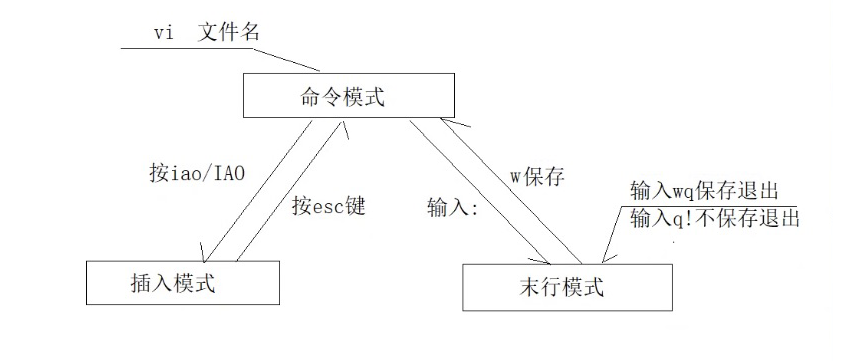 vi 文件名
命令模式
按iao/IAO
按esc键
输入:
w保存
输入wq保存退出
输入q!不保存退出
插入模式
末行模式